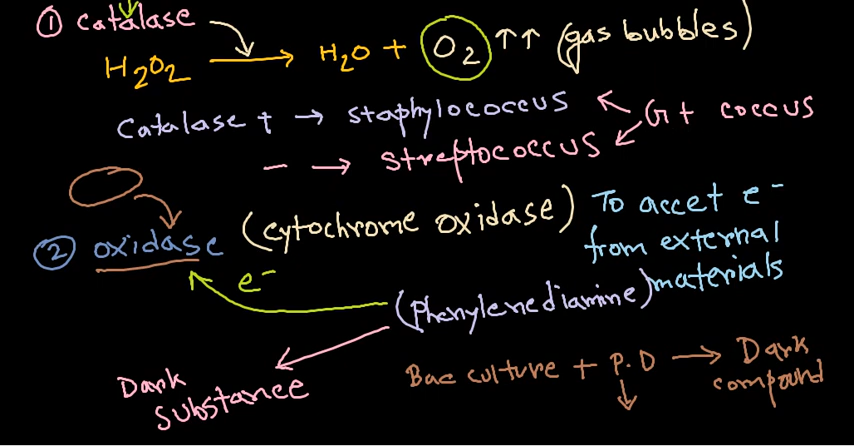 ① catalase
H2O2 → H2O + O2 ↑↑ (gas bubbles)
Catalase + → staphylococcus
G+ coccus
− → streptococcus
② oxidase (cytochrome oxidase)
To accet e-
from external
materials
e-
(phenylenediamine)
Dark
substance
Bac culture + P.D → Dark
compound